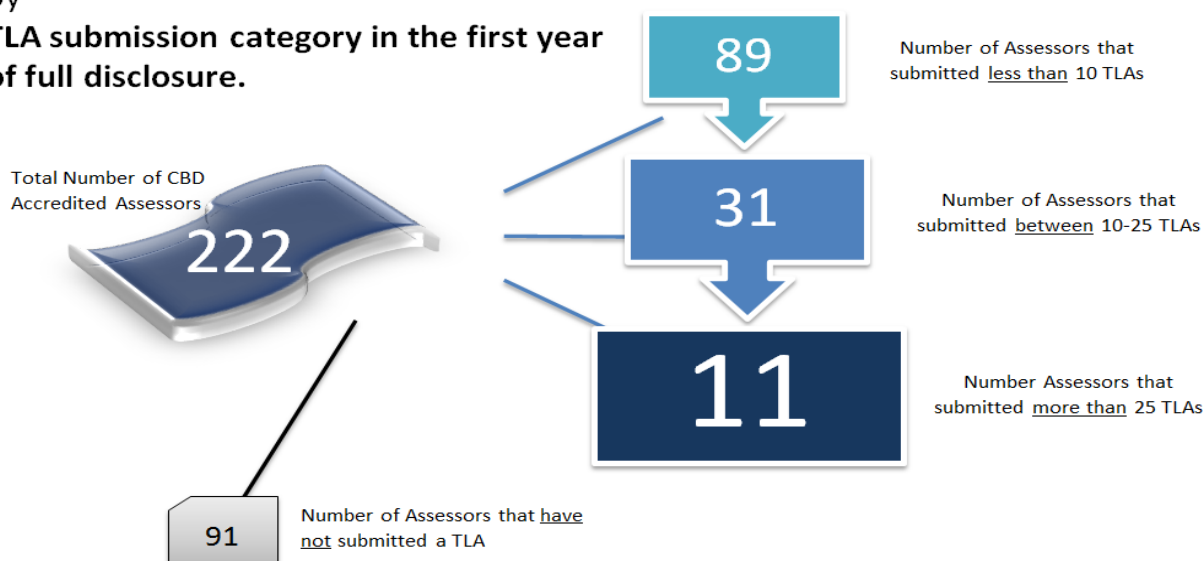 TLA submission category in the first year
of full disclosure.
89
Number of Assessors that
submitted less than 10 TLAs
Total Number of CBD
Accredited Assessors
222
31
Number of Assessors that
submitted between 10-25 TLAs
11
Number Assessors that
submitted more than 25 TLAs
91
Number of Assessors that have
not submitted a TLA